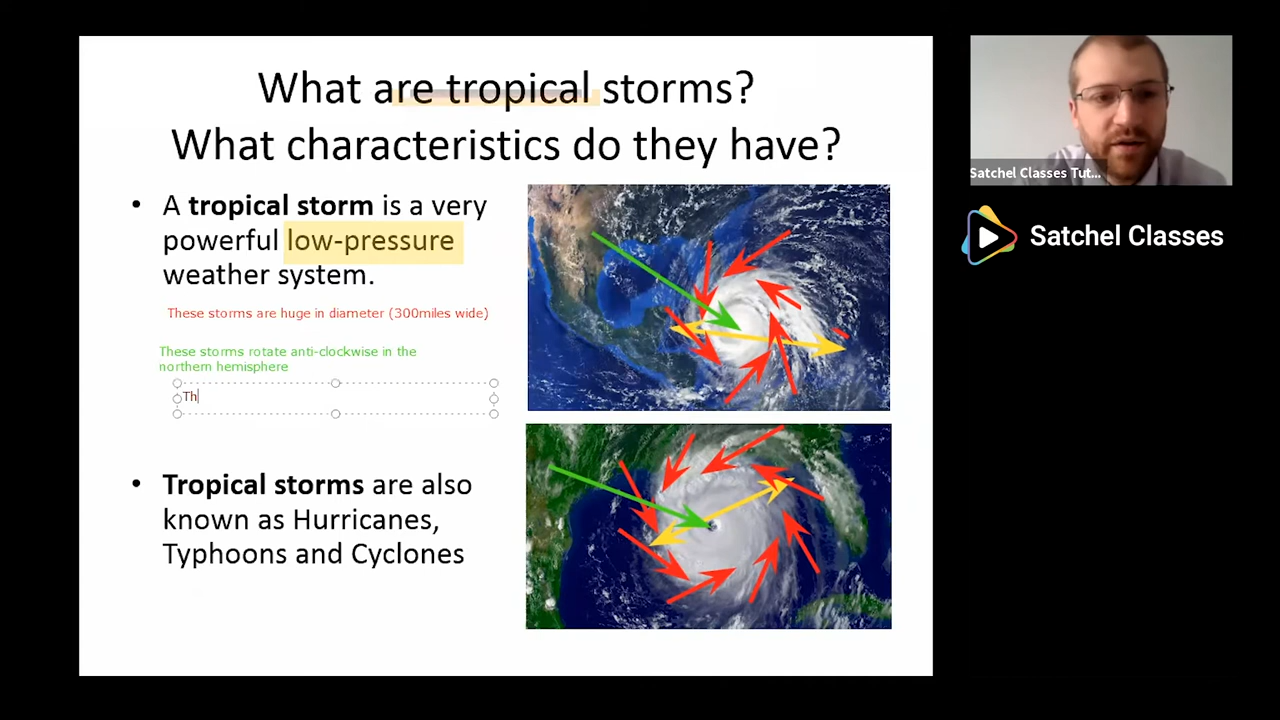 What are tropical storms?
What characteristics do they have?
• A tropical storm is a very
powerful low-pressure
weather system.
These storms are huge in diameter (300miles wide)
These storms rotate anti-clockwise in the
northern hemisphere
Th
• Tropical storms are also
known as Hurricanes,
Typhoons and Cyclones
Satchel Classes Tut...
Satchel Classes